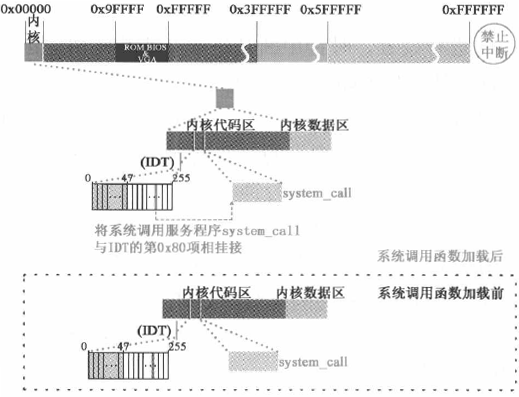 0x00000 0x9FFFF 0xFFFFF 0x3FFFFF 0x5FFFFF 0xFFFFFF
内核
ROM BIOS
&
VGA
禁止
中断
内核代码区 内核数据区
(IDT)
0 47 255
... ...
system_call
将系统调用服务程序system_call
与IDT的第0x80项相挂接
系统调用函数加载后
内核代码区 内核数据区 系统调用函数加载前
(IDT)
0 47 255
... ...
system_call